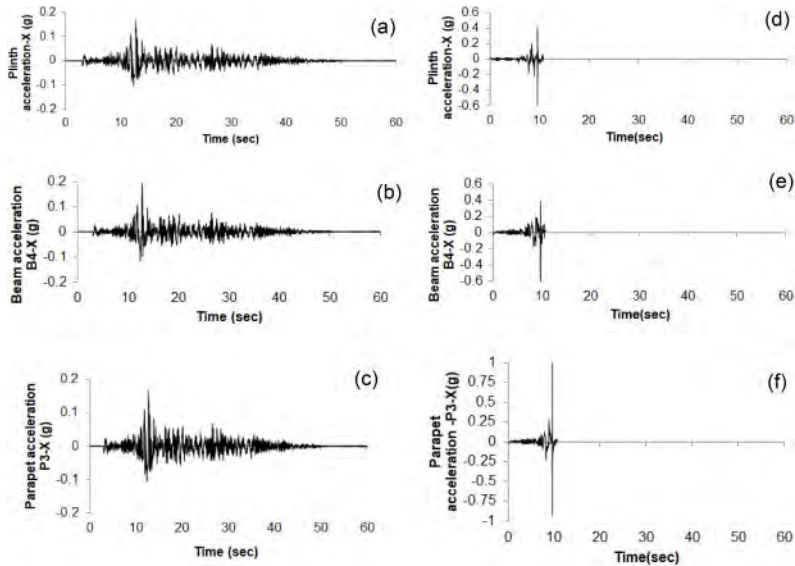 (a)
Plinth
acceleration-X (g)
0.2
0.1
0
-0.1
-0.2
0 10 20 30 40 50 60
Time (sec)
(b)
Beam acceleration
B4-X (g)
0.2
0.1
0
-0.1
-0.2
0 10 20 30 40 50 60
Time (sec)
(c)
Parapet acceleration
P3-X (g)
0.2
0.1
0
-0.1
-0.2
0 10 20 30 40 50 60
Time (sec)
(d)
Plinth
acceleration-X (g)
0.6
0.4
0.2
0
-0.2
-0.4
-0.6
0 10 20 30 40 50 60
Time(sec)
(e)
Beam acceleration
B4-X (g)
0.6
0.4
0.2
0
-0.2
-0.4
-0.6
0 10 20 30 40 50 60
Time(sec)
(f)
Parapet
acceleration -P3-X(g)
1
0.75
0.5
0.25
0
-0.25
-0.5
-0.75
-1
0 10 20 30 40 50 60
Time(sec)